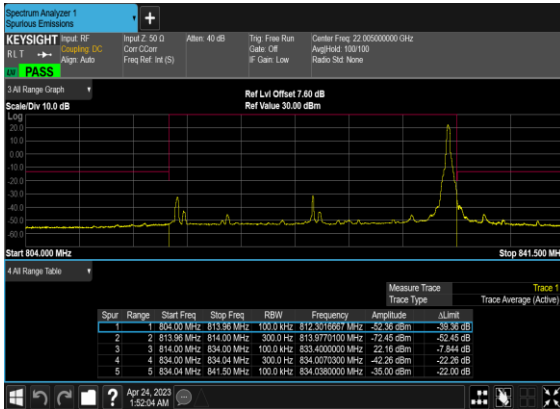 Spectrum Analyzer 1
Spurious Emissions
+
KEYSIGHT Input: RF Input Z: 50 Ω Atten: 40 dB Trig: Free Run Center Freq: 22.005000000 GHz
RLT Coupling: DC Corr CCorr Gate: Off Avg|Hold: 100/100
Align: Auto Freq Ref: Int (S) IF Gain: Low Radio Std: None
PASS
3 All Range Graph
Ref Lvl Offset 7.60 dB
Scale/Div 10.0 dB Ref Value 30.00 dBm
Log
20.0
10.0
0.00
-10.0
-20.0
-30.0
-40.0
-50.0
-60.0
Start 804.000 MHz Stop 841.500 MH
4 All Range Table
Measure Trace Trace 1
Trace Type Trace Average (Active)
Spur Range Start Freq Stop Freq RBW Frequency Amplitude ΔLimit
1 1 804.00 MHz 813.96 MHz 100.0 kHz 812.3016667 MHz -52.36 dBm -39.36 dB
2 2 813.96 MHz 814.00 MHz 300.0 Hz 813.9770100 MHz -72.45 dBm -52.45 dB
3 3 814.00 MHz 834.00 MHz 100.0 kHz 833.4000000 MHz 22.16 dBm -7.844 dB
4 4 834.00 MHz 834.04 MHz 300.0 Hz 834.0070300 MHz -42.26 dBm -22.26 dB
5 5 834.04 MHz 841.50 MHz 100.0 kHz 834.0380000 MHz -35.00 dBm -22.00 dB
? Apr 24, 2023
1:52:04 AM